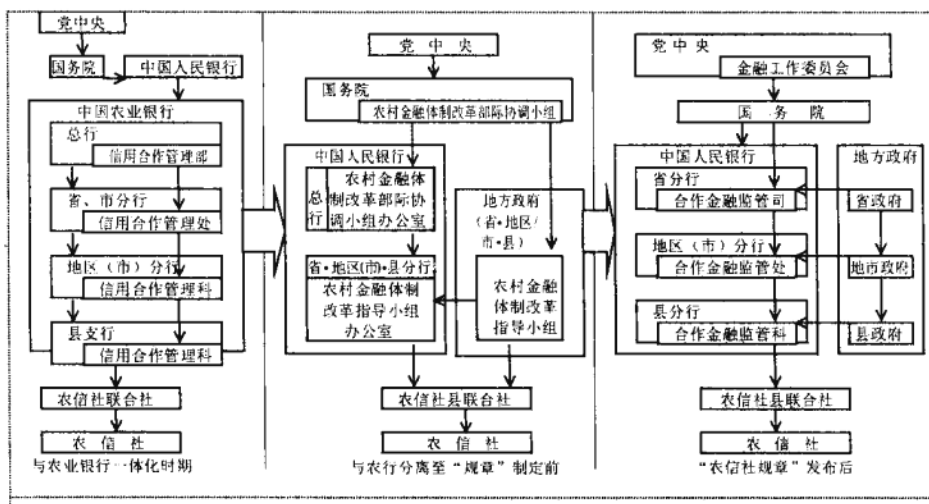 党中央
国务院
中国人民银行
中国农业银行
总行
信用合作管理部
省、市分行
信用合作管理处
地区（市）分行
信用合作管理科
县支行
信用合作管理科
农信社联合社
农 信 社
与农业银行一体化时期
党 中 央
国务院
农村金融体制改革部际协调小组
中国人民银行
总行
农村金融体
制改革部际协
调小组办公室
省·地区(市)·县分行
农村金融体制
改革指导小组
办公室
地方政府
（省·地区/
市·县）
农村金融
体制改革
指导小组
农信社县联合社
农 信 社
与农行分离至“规章”制定前
党 中 央
金融工作委员会
国 务 院
中国人民银行
省分行
合作金融监管司
地区（市）分行
合作金融监管处
县分行
合作金融监管科
地方政府
省政府
地市政府
县政府
农信社县联合社
农 信 社
“农信社规章”发布后